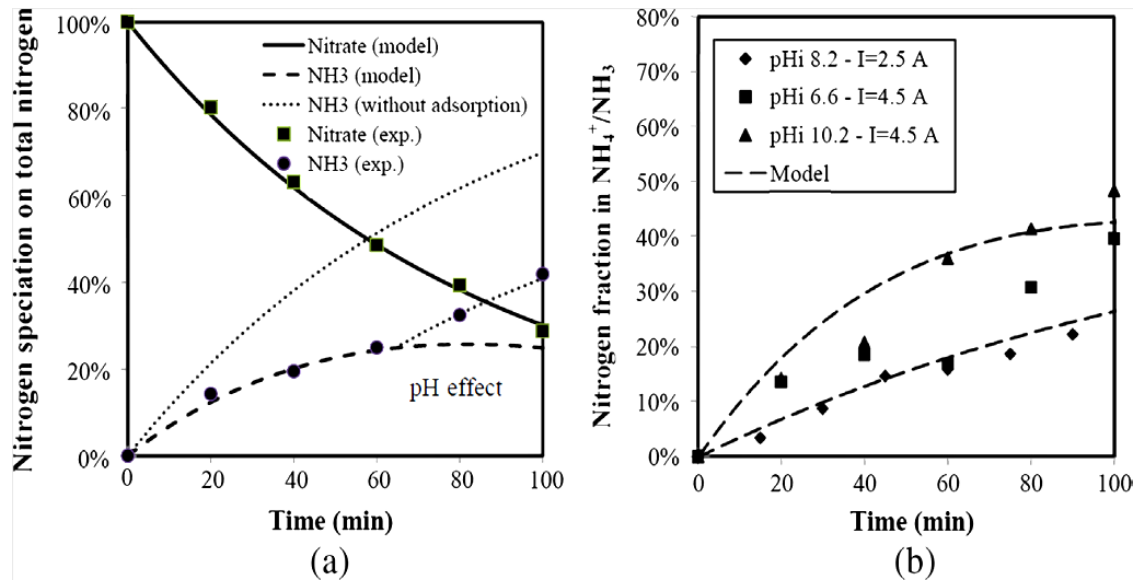 Nitrogen speciation on total nitrogen
100%
80%
60%
40%
20%
0%
Nitrate (model)
NH3 (model)
NH3 (without adsorption)
Nitrate (exp.)
NH3 (exp.)
pH effect
0 20 40 60 80 100
Time (min)
(a)
Nitrogen fraction in NH₄⁺/NH₃
80%
70%
60%
50%
40%
30%
20%
10%
0%
pHi 8.2 - I=2.5 A
pHi 6.6 - I=4.5 A
pHi 10.2 - I=4.5 A
Model
0 20 40 60 80 100
Time (min)
(b)